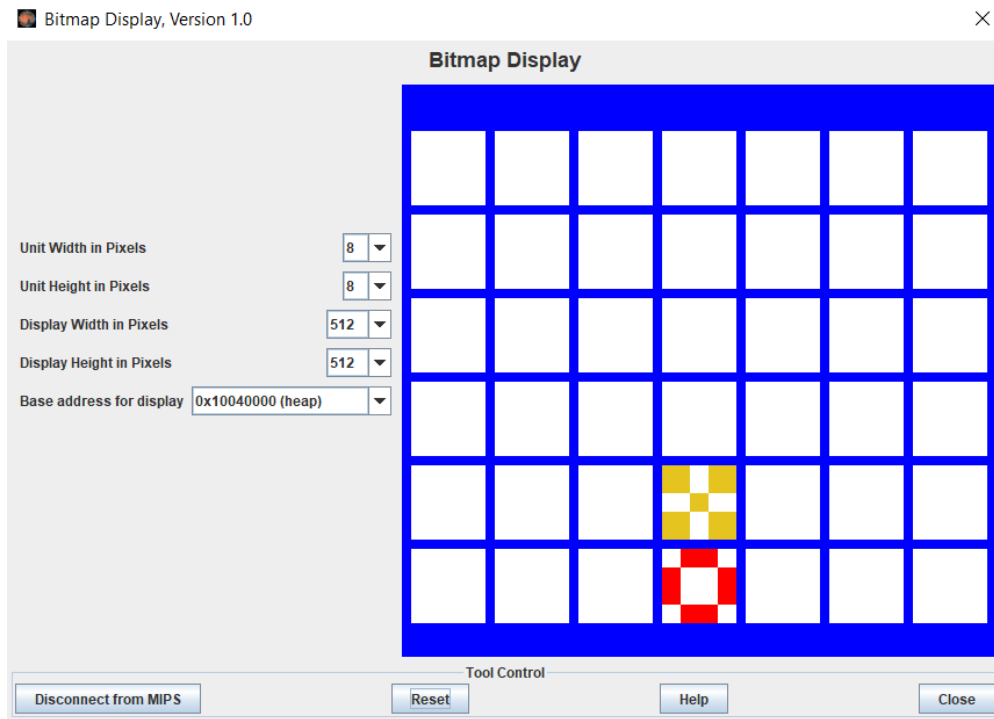 Bitmap Display, Version 1.0
Bitmap Display
Unit Width in Pixels 8
Unit Height in Pixels 8
Display Width in Pixels 512
Display Height in Pixels 512
Base address for display 0x10040000 (heap)
Tool Control
Disconnect from MIPS Reset Help Close